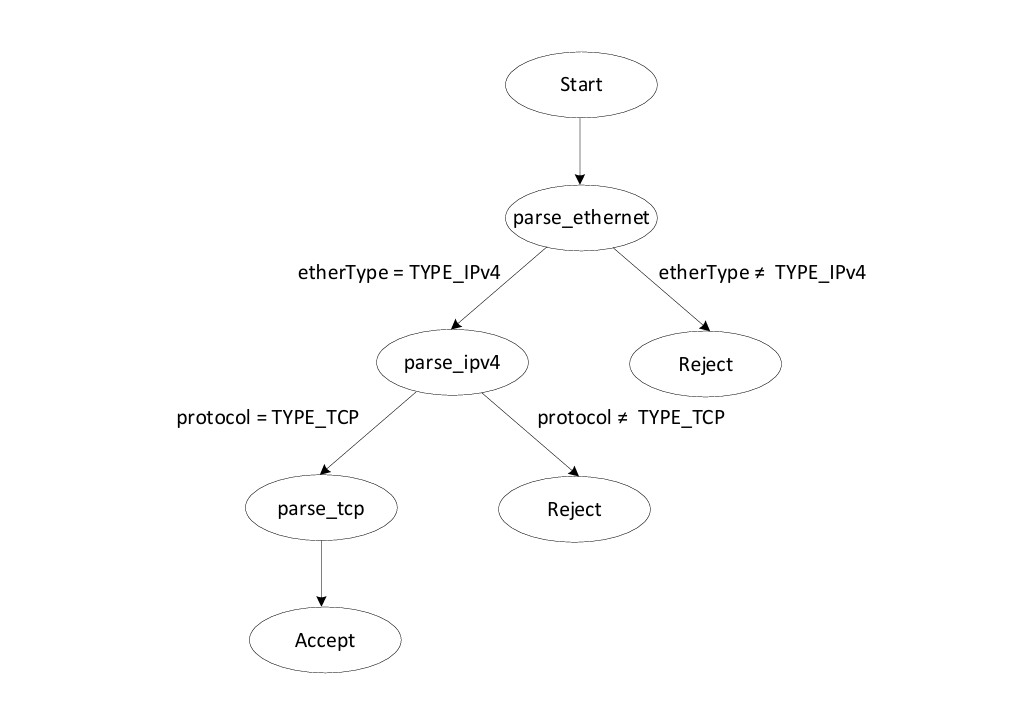 Start
parse_ethernet
etherType = TYPE_IPv4
etherType ≠ TYPE_IPv4
parse_ipv4
Reject
protocol = TYPE_TCP
protocol ≠ TYPE_TCP
parse_tcp
Reject
Accept